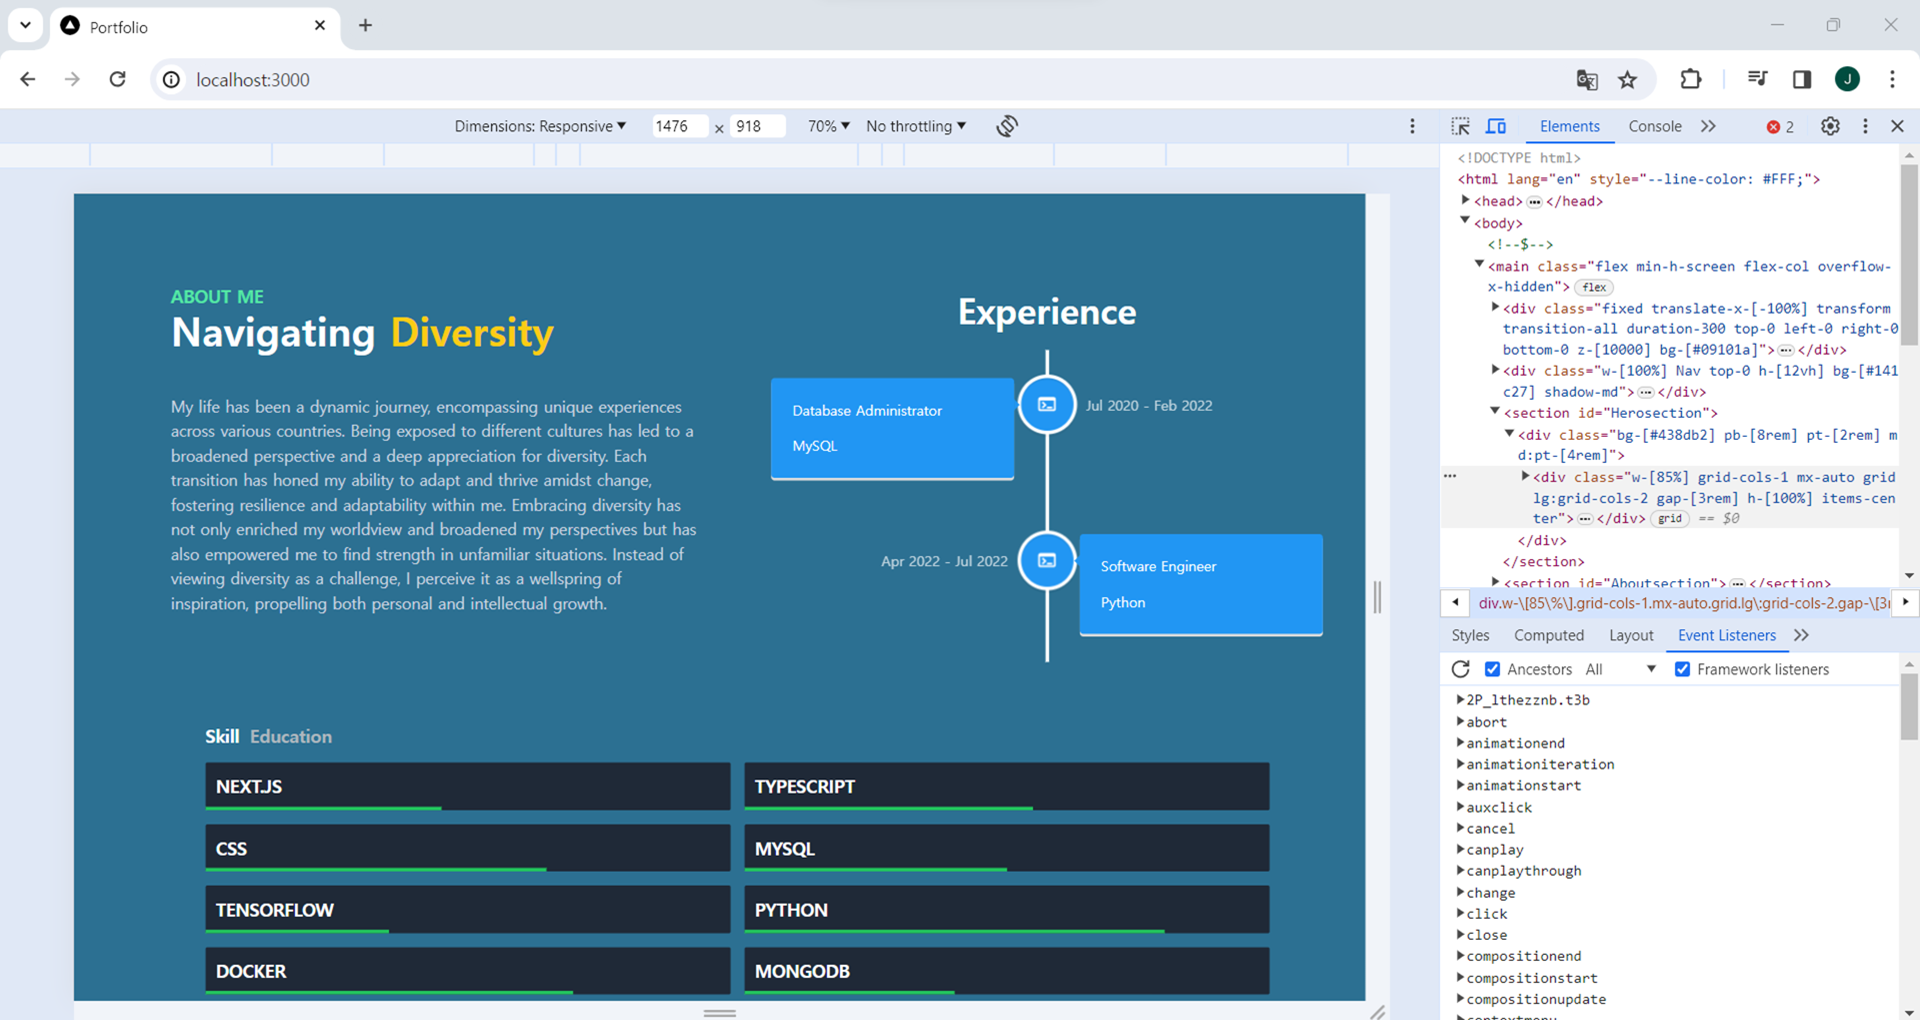 Portfolio
localhost:3000
J
Dimensions: Responsive 1476 × 918 70% No throttling
Elements Console 2
ABOUT ME
Navigating Diversity
My life has been a dynamic journey, encompassing unique experiences
across various countries. Being exposed to different cultures has led to a
broadened perspective and a deep appreciation for diversity. Each
transition has honed my ability to adapt and thrive amidst change,
fostering resilience and adaptability within me. Embracing diversity has
not only enriched my worldview and broadened my perspectives but has
also empowered me to find strength in unfamiliar situations. Instead of
viewing diversity as a challenge, I perceive it as a wellspring of
inspiration, propelling both personal and intellectual growth.
Experience
Database Administrator
MySQL
Jul 2020 - Feb 2022
Apr 2022 - Jul 2022
Software Engineer
Python
Skill Education
NEXT.JS
TYPESCRIPT
CSS
MYSQL
TENSORFLOW
PYTHON
DOCKER
MONGODB
<!DOCTYPE html>
<html lang="en" style="--line-color: #FFF;">
<head> ••• </head>
<body>
<!--$-->
<main class="flex min-h-screen flex-col overflow-
x-hidden"> flex
<div class="fixed translate-x-[-100%] transform
transition-all duration-300 top-0 left-0 right-0
bottom-0 z-[10000] bg-[#09101a]"> ••• </div>
<div class="w-[100%] Nav top-0 h-[12vh] bg-[#141
c27] shadow-md"> ••• </div>
<section id="Herosection">
<div class="bg-[#438db2] pb-[8rem] pt-[2rem] m
d:pt-[4rem]">
••• <div class="w-[85%] grid-cols-1 mx-auto grid
lg:grid-cols-2 gap-[3rem] h-[100%] items-cen
ter"> ••• </div> grid == $0
</div>
</section>
<section id="Aboutsection"> ••• </section>
div.w-\[85\%\].grid-cols-1.mx-auto.grid.lg\:grid-cols-2.gap-\[3r
Styles Computed Layout Event Listeners
Ancestors All Framework listeners
2P_lthezznb.t3b
abort
animationend
animationiteration
animationstart
auxclick
cancel
canplay
canplaythrough
change
click
close
compositionend
compositionstart
compositionupdate
contextmenu